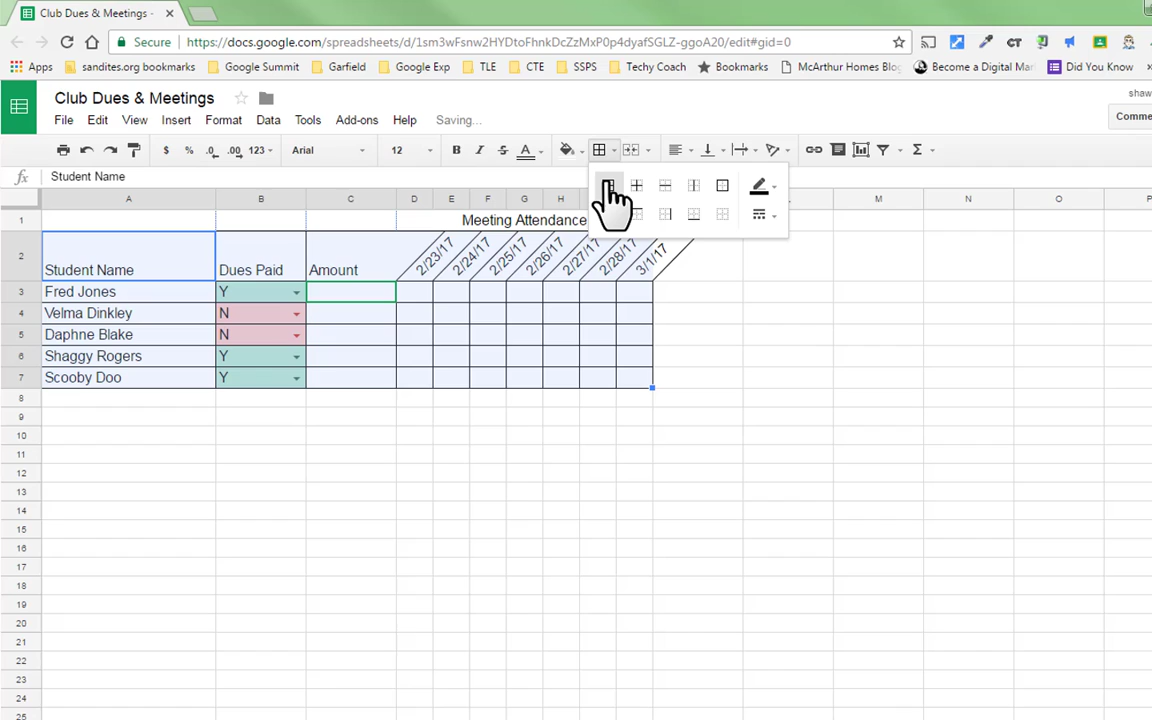 Club Dues & Meetings -
Secure https://docs.google.com/spreadsheets/d/1sm3wFsnw2HYDtoFhnkDcZzMxP0p4dyafSGLZ-ggoA20/edit#gid=0
Apps sandites.org bookmarks Google Summit Garfield Google Exp TLE CTE SSPS Techy Coach Bookmarks McArthur Homes Blog Become a Digital Mar Did You Know
Club Dues & Meetings shaw
File Edit View Insert Format Data Tools Add-ons Help Saving... Comme
$ % .0 .00 123 Arial 12 B I S A Σ
fx Student Name
A B C D E F G H M N O P
1 Meeting Attendance
2 Student Name Dues Paid Amount 2/23/17 2/24/17 2/25/17 2/26/17 2/27/17 2/28/17 3/1/17
3 Fred Jones Y
4 Velma Dinkley N
5 Daphne Blake N
6 Shaggy Rogers Y
7 Scooby Doo Y
8
9
10
11
12
13
14
15
16
17
18
19
20
21
22
23
24
25